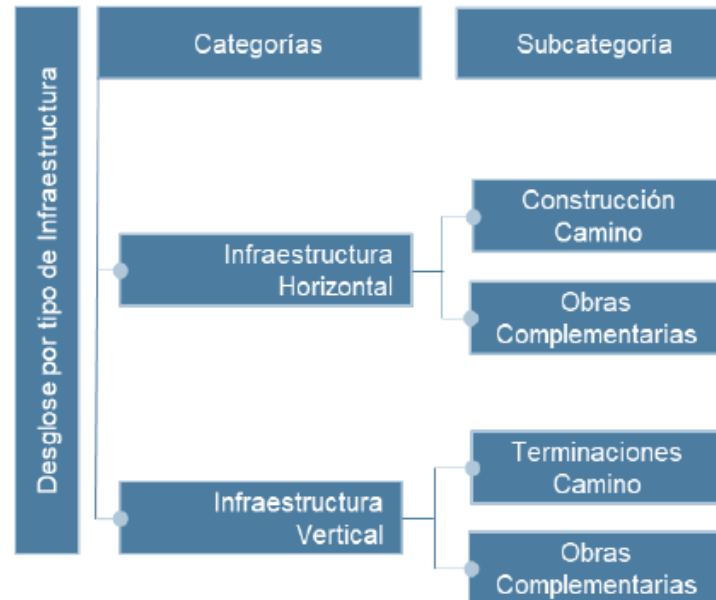 Categorías
Subcategoría
Desglose por tipo de Infraestructura
Construcción
Camino
Infraestructura
Horizontal
Obras
Complementarias
Terminaciones
Camino
Infraestructura
Vertical
Obras
Complementarias